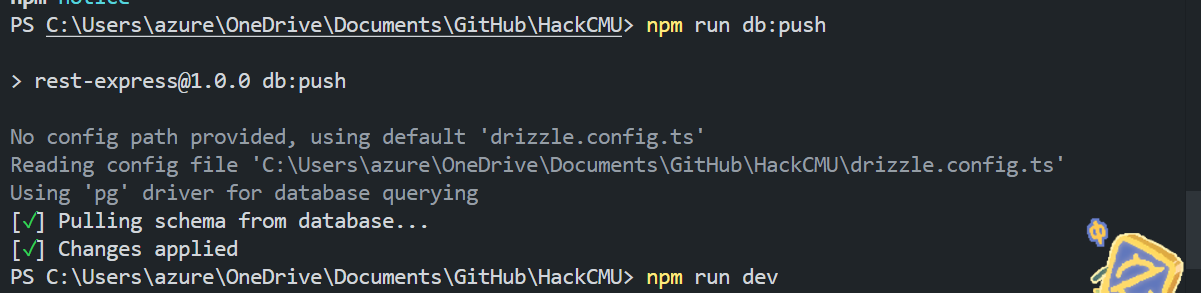 npm notice
PS C:\Users\azure\OneDrive\Documents\GitHub\HackCMU> npm run db:push
> rest-express@1.0.0 db:push
No config path provided, using default 'drizzle.config.ts'
Reading config file 'C:\Users\azure\OneDrive\Documents\GitHub\HackCMU\drizzle.config.ts'
Using 'pg' driver for database querying
[✓] Pulling schema from database...
[✓] Changes applied
PS C:\Users\azure\OneDrive\Documents\GitHub\HackCMU> npm run dev